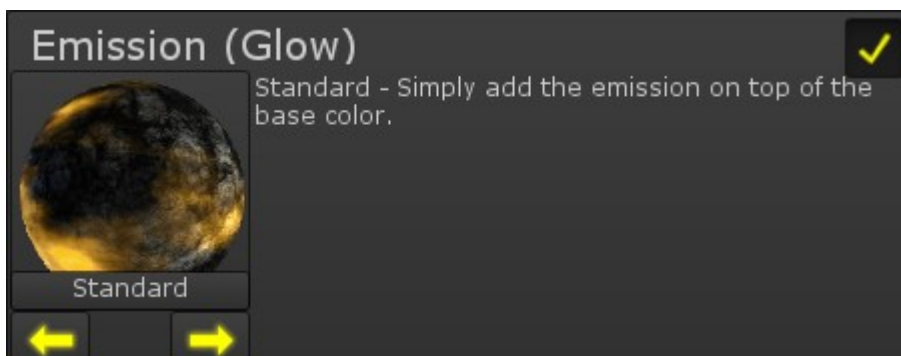 Emission (Glow)
Standard - Simply add the emission on top of the
base color.
Standard